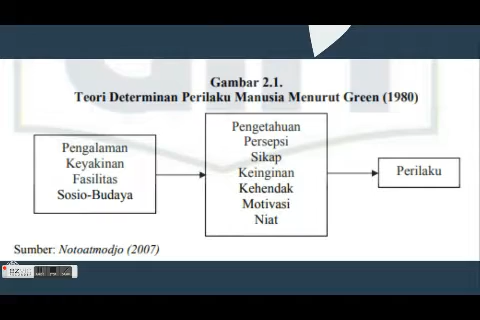 Gambar 2.1.
Teori Determinan Perilaku Manusia Menurut Green (1980)
Pengalaman
Keyakinan
Fasilitas
Sosio-Budaya
Pengetahuan
Persepsi
Sikap
Keinginan
Kehendak
Motivasi
Niat
Perilaku
Sumber: Notoatmodjo (2007)